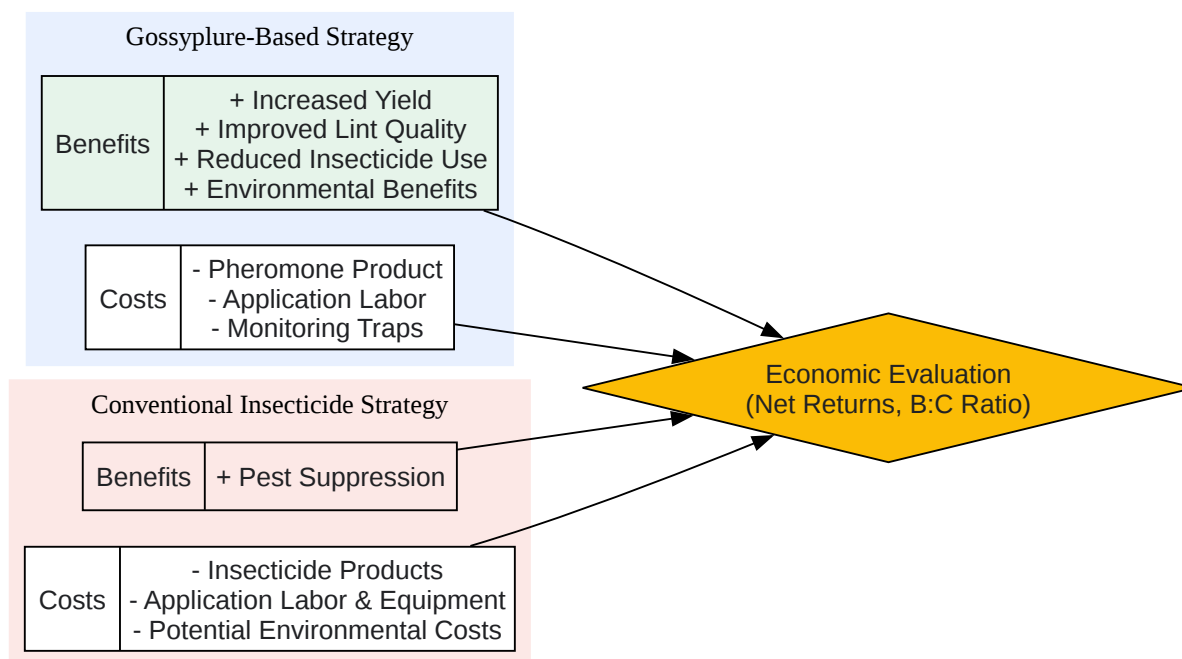 Gossyplure-Based Strategy
Benefits
+ Increased Yield
+ Improved Lint Quality
+ Reduced Insecticide Use
+ Environmental Benefits
Costs
- Pheromone Product
- Application Labor
- Monitoring Traps
Economic Evaluation
(Net Returns, B:C Ratio)
Conventional Insecticide Strategy
Benefits
+ Pest Suppression
Costs
- Insecticide Products
- Application Labor & Equipment
- Potential Environmental Costs